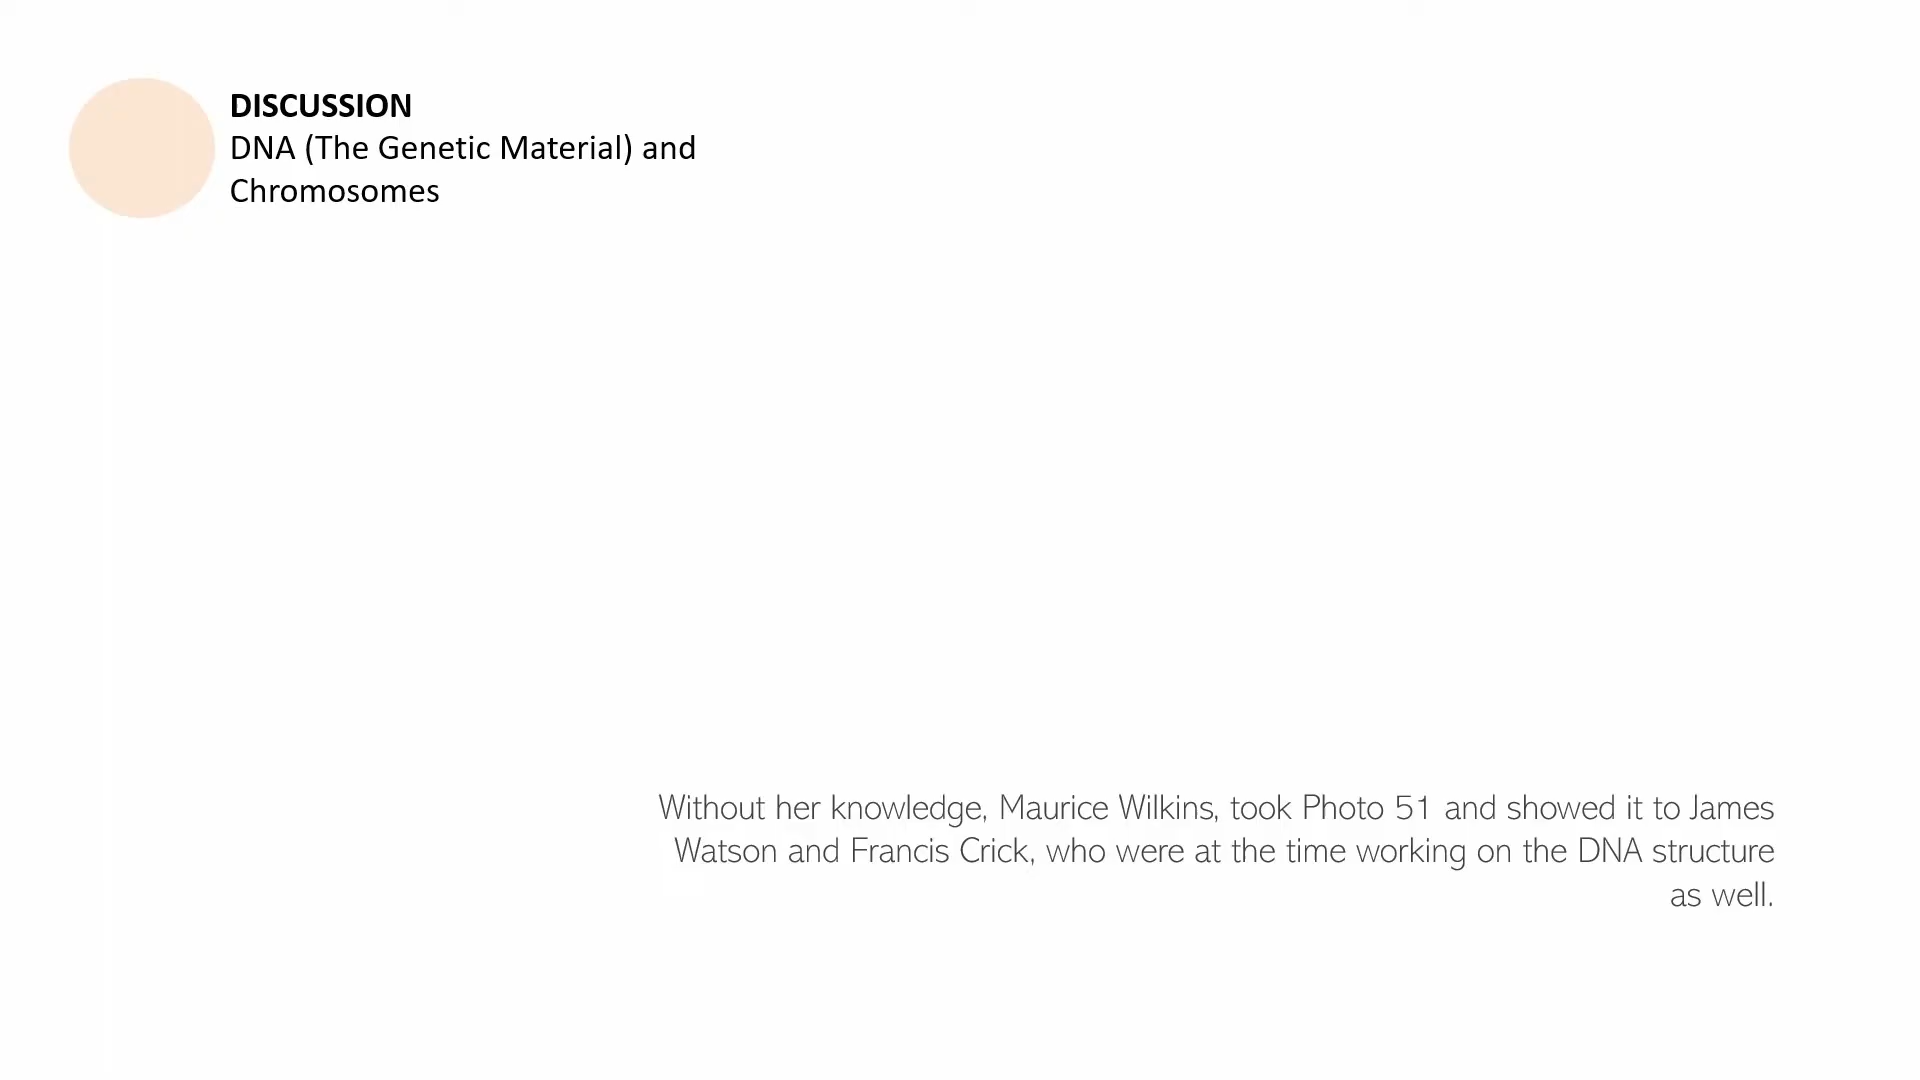 DISCUSSION
DNA (The Genetic Material) and
Chromosomes
Without her knowledge, Maurice Wilkins, took Photo 51 and showed it to James
Watson and Francis Crick, who were at the time working on the DNA structure
as well.